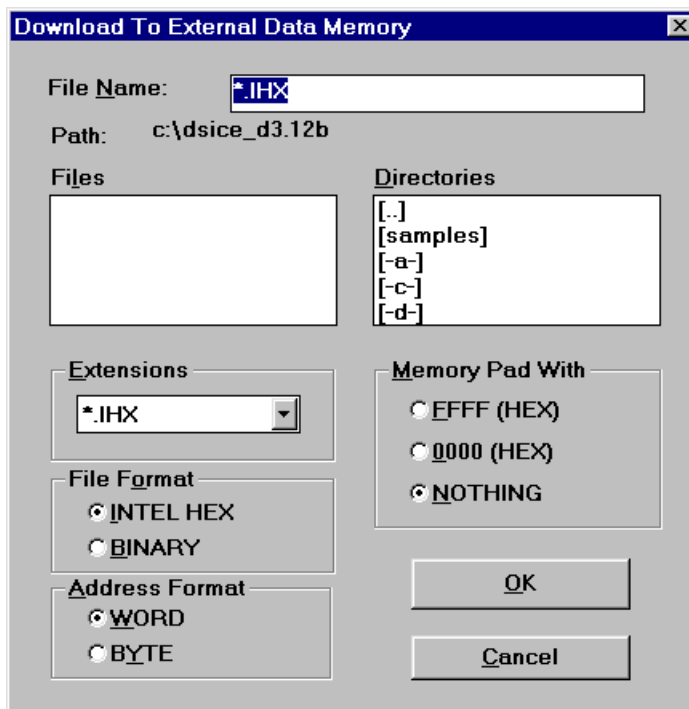 Download To External Data Memory
File Name:
*.IHX
Path:
c:\dsice_d3.12b
Files
Directories
[..]
[samples]
[-a-]
[-c-]
[-d-]
Extensions
*.IHX
Memory Pad With
FFFF (HEX)
0000 (HEX)
NOTHING
File Format
INTEL HEX
BINARY
Address Format
WORD
BYTE
OK
Cancel